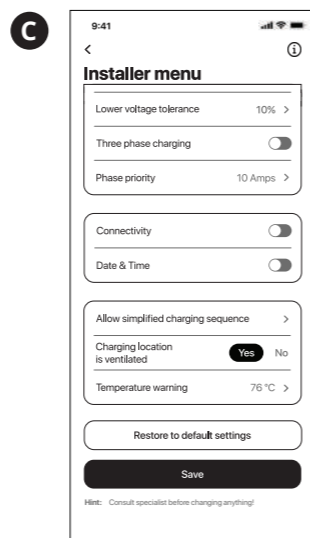 C
9:41
Installer menu
Lower voltage tolerance 10% >
Three phase charging
Phase priority 10 Amps >
Connectivity
Date & Time
Allow simplified charging sequence >
Charging location
is ventilated Yes No
Temperature warning 76 °C >
Restore to default settings
Save
Hint: Consult specialist before changing anything!